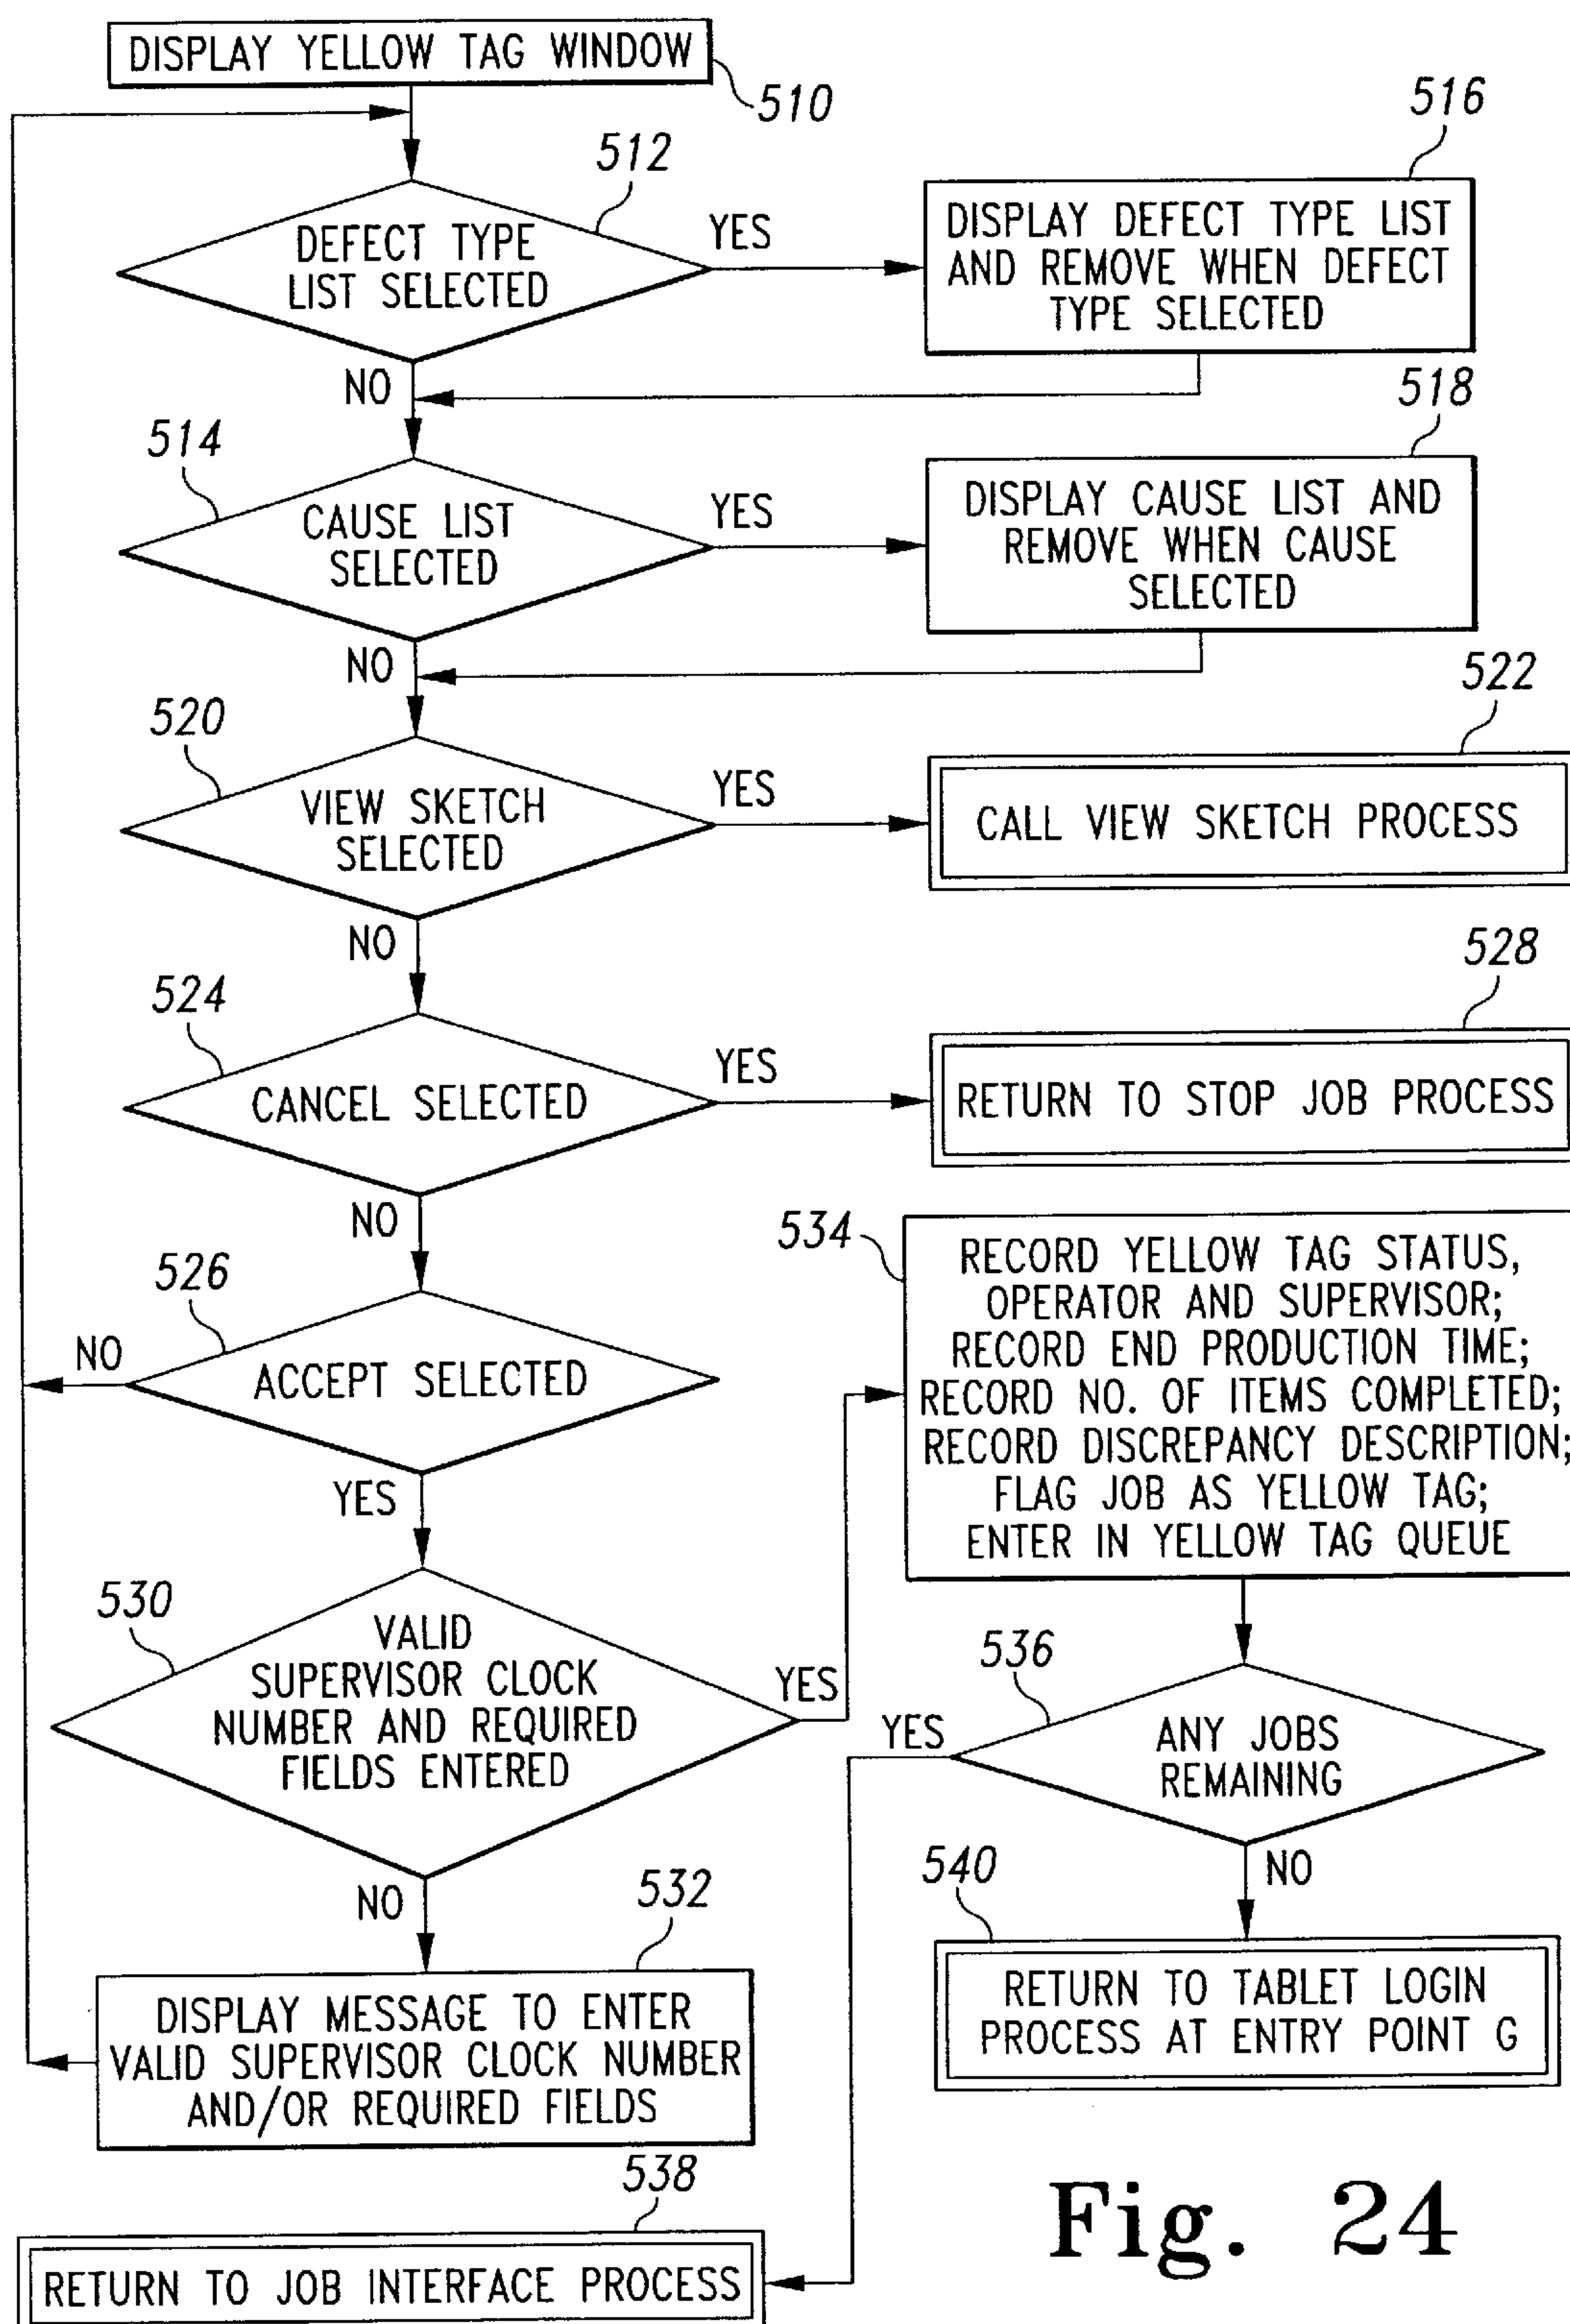 DISPLAY YELLOW TAG WINDOW
510
512
516
DEFECT TYPE
LIST SELECTED
YES
DISPLAY DEFECT TYPE LIST
AND REMOVE WHEN DEFECT
TYPE SELECTED
NO
514
518
CAUSE LIST
SELECTED
YES
DISPLAY CAUSE LIST AND
REMOVE WHEN CAUSE
SELECTED
NO
520
522
VIEW SKETCH
SELECTED
YES
CALL VIEW SKETCH PROCESS
NO
524
528
CANCEL SELECTED
YES
RETURN TO STOP JOB PROCESS
NO
526
ACCEPT SELECTED
NO
YES
534
RECORD YELLOW TAG STATUS,
OPERATOR AND SUPERVISOR;
RECORD END PRODUCTION TIME;
RECORD NO. OF ITEMS COMPLETED;
RECORD DISCREPANCY DESCRIPTION;
FLAG JOB AS YELLOW TAG;
ENTER IN YELLOW TAG QUEUE
530
VALID
SUPERVISOR CLOCK
NUMBER AND REQUIRED
FIELDS ENTERED
YES
NO
536
ANY JOBS
REMAINING
YES
NO
532
DISPLAY MESSAGE TO ENTER
VALID SUPERVISOR CLOCK NUMBER
AND/OR REQUIRED FIELDS
540
RETURN TO TABLET LOGIN
PROCESS AT ENTRY POINT G
538
RETURN TO JOB INTERFACE PROCESS
Fig. 24